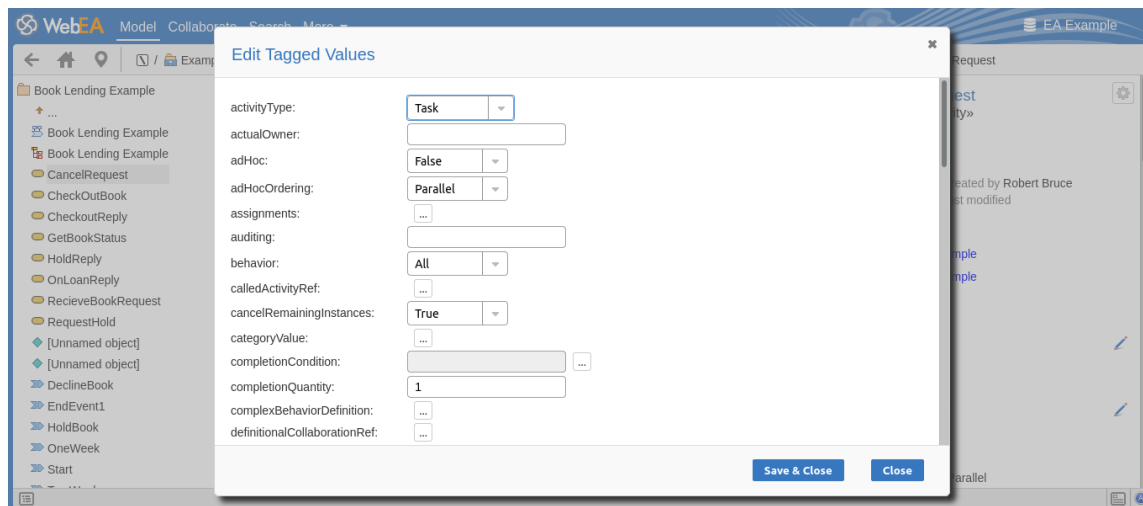 WebEA Model Collaborate Search More EA Example
/ Examp Request
Edit Tagged Values
Book Lending Example
...
Book Lending Example
Book Lending Example
CancelRequest
CheckOutBook
CheckoutReply
GetBookStatus
HoldReply
OnLoanReply
RecieveBookRequest
RequestHold
[Unnamed object]
[Unnamed object]
DeclineBook
EndEvent1
HoldBook
OneWeek
Start
activityType: Task
actualOwner:
adHoc: False
adHocOrdering: Parallel
assignments: ...
auditing:
behavior: All
calledActivityRef: ...
cancelRemainingInstances: True
categoryValue: ...
completionCondition: ...
completionQuantity: 1
complexBehaviorDefinition: ...
definitionalCollaborationRef: ...
Save & Close Close
est
ity»
eated by Robert Bruce
st modified
mple
mple
arallel